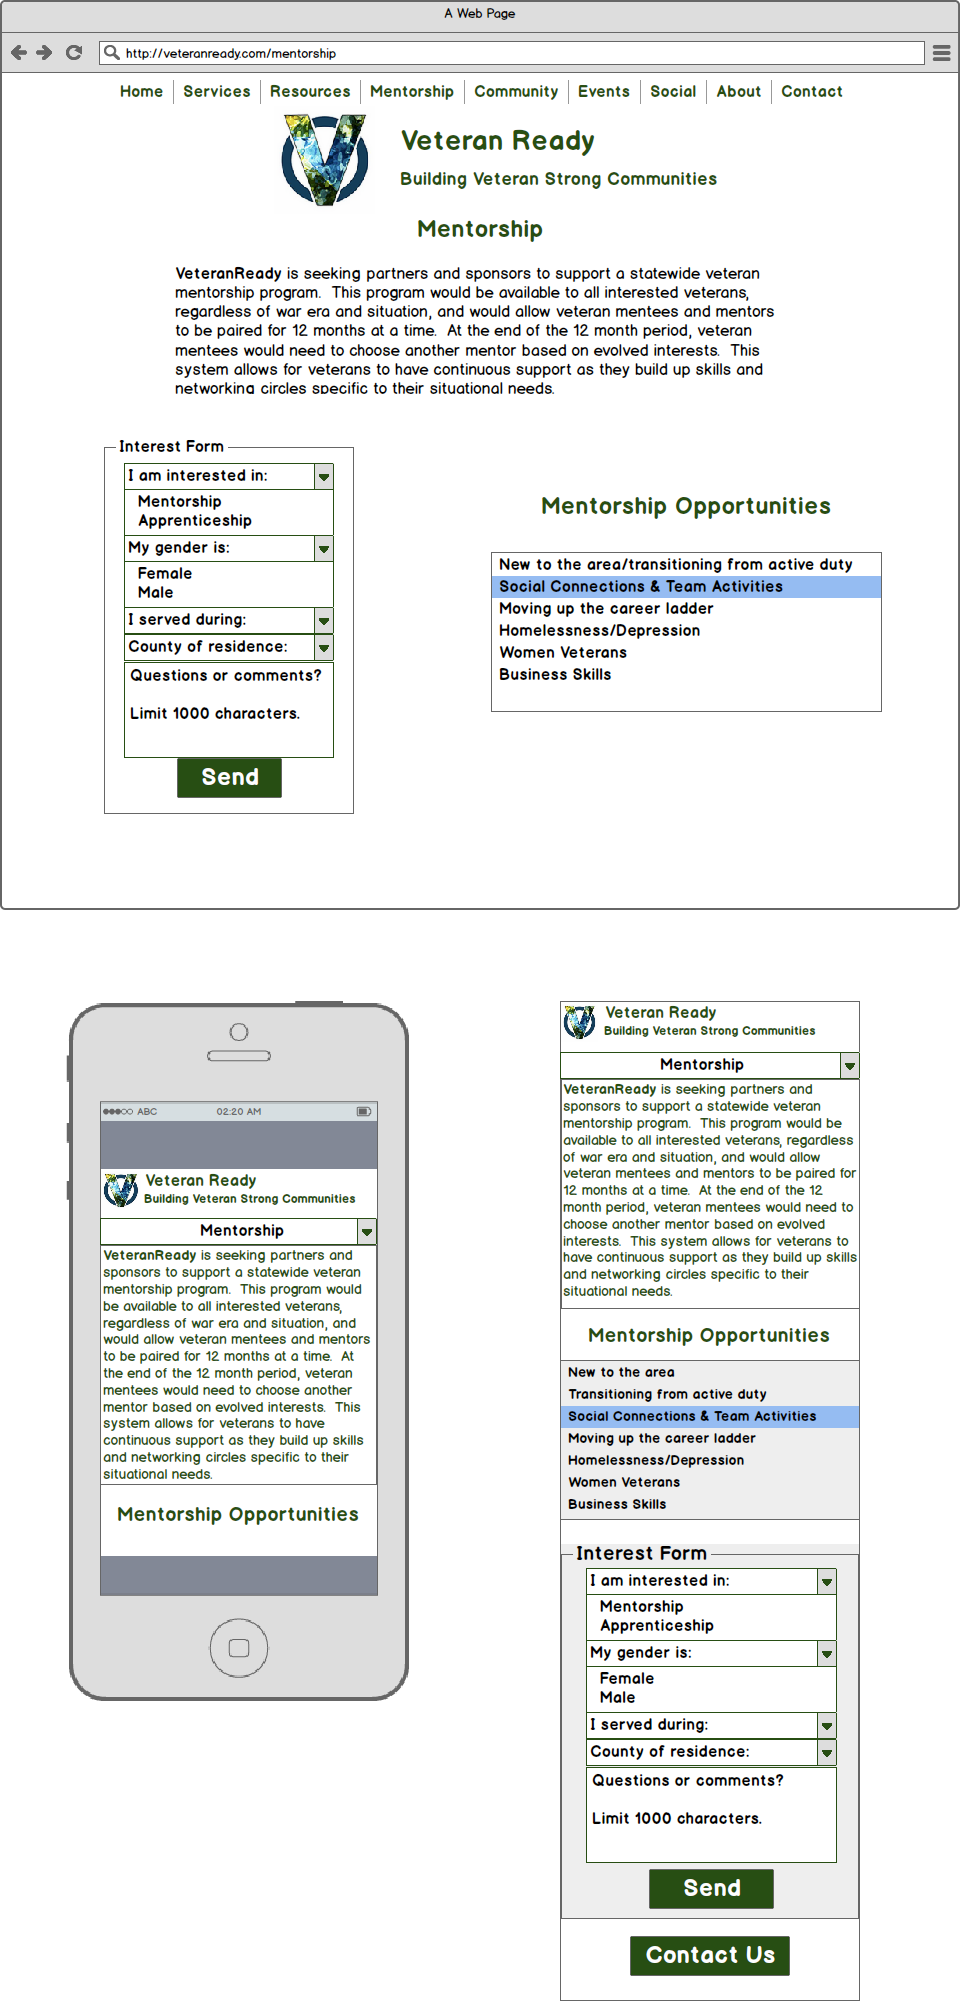 A Web Page
http://veteranready.com/mentorship
Home Services Resources Mentorship Community Events Social About Contact
Veteran Ready
Building Veteran Strong Communities
Mentorship
VeteranReady is seeking partners and sponsors to support a statewide veteran
mentorship program. This program would be available to all interested veterans,
regardless of war era and situation, and would allow veteran mentees and mentors
to be paired for 12 months at a time. At the end of the 12 month period, veteran
mentees would need to choose another mentor based on evolved interests. This
system allows for veterans to have continuous support as they build up skills and
networking circles specific to their situational needs.
Interest Form
I am interested in:
Mentorship
Apprenticeship
My gender is:
Female
Male
I served during:
County of residence:
Questions or comments?
Limit 1000 characters.
Send
Mentorship Opportunities
New to the area/transitioning from active duty
Social Connections & Team Activities
Moving up the career ladder
Homelessness/Depression
Women Veterans
Business Skills
ABC 02:20 AM
Veteran Ready
Building Veteran Strong Communities
Mentorship
VeteranReady is seeking partners and
sponsors to support a statewide veteran
mentorship program. This program would
be available to all interested veterans,
regardless of war era and situation, and
would allow veteran mentees and mentors
to be paired for 12 months at a time. At
the end of the 12 month period, veteran
mentees would need to choose another
mentor based on evolved interests. This
system allows for veterans to have
continuous support as they build up skills
and networking circles specific to their
situational needs.
Mentorship Opportunities
Veteran Ready
Building Veteran Strong Communities
Mentorship
VeteranReady is seeking partners and
sponsors to support a statewide veteran
mentorship program. This program would be
available to all interested veterans, regardless
of war era and situation, and would allow
veteran mentees and mentors to be paired for
12 months at a time. At the end of the 12
month period, veteran mentees would need to
choose another mentor based on evolved
interests. This system allows for veterans to
have continuous support as they build up skills
and networking circles specific to their
situational needs.
Mentorship Opportunities
New to the area
Transitioning from active duty
Social Connections & Team Activities
Moving up the career ladder
Homelessness/Depression
Women Veterans
Business Skills
Interest Form
I am interested in:
Mentorship
Apprenticeship
My gender is:
Female
Male
I served during:
County of residence:
Questions or comments?
Limit 1000 characters.
Send
Contact Us